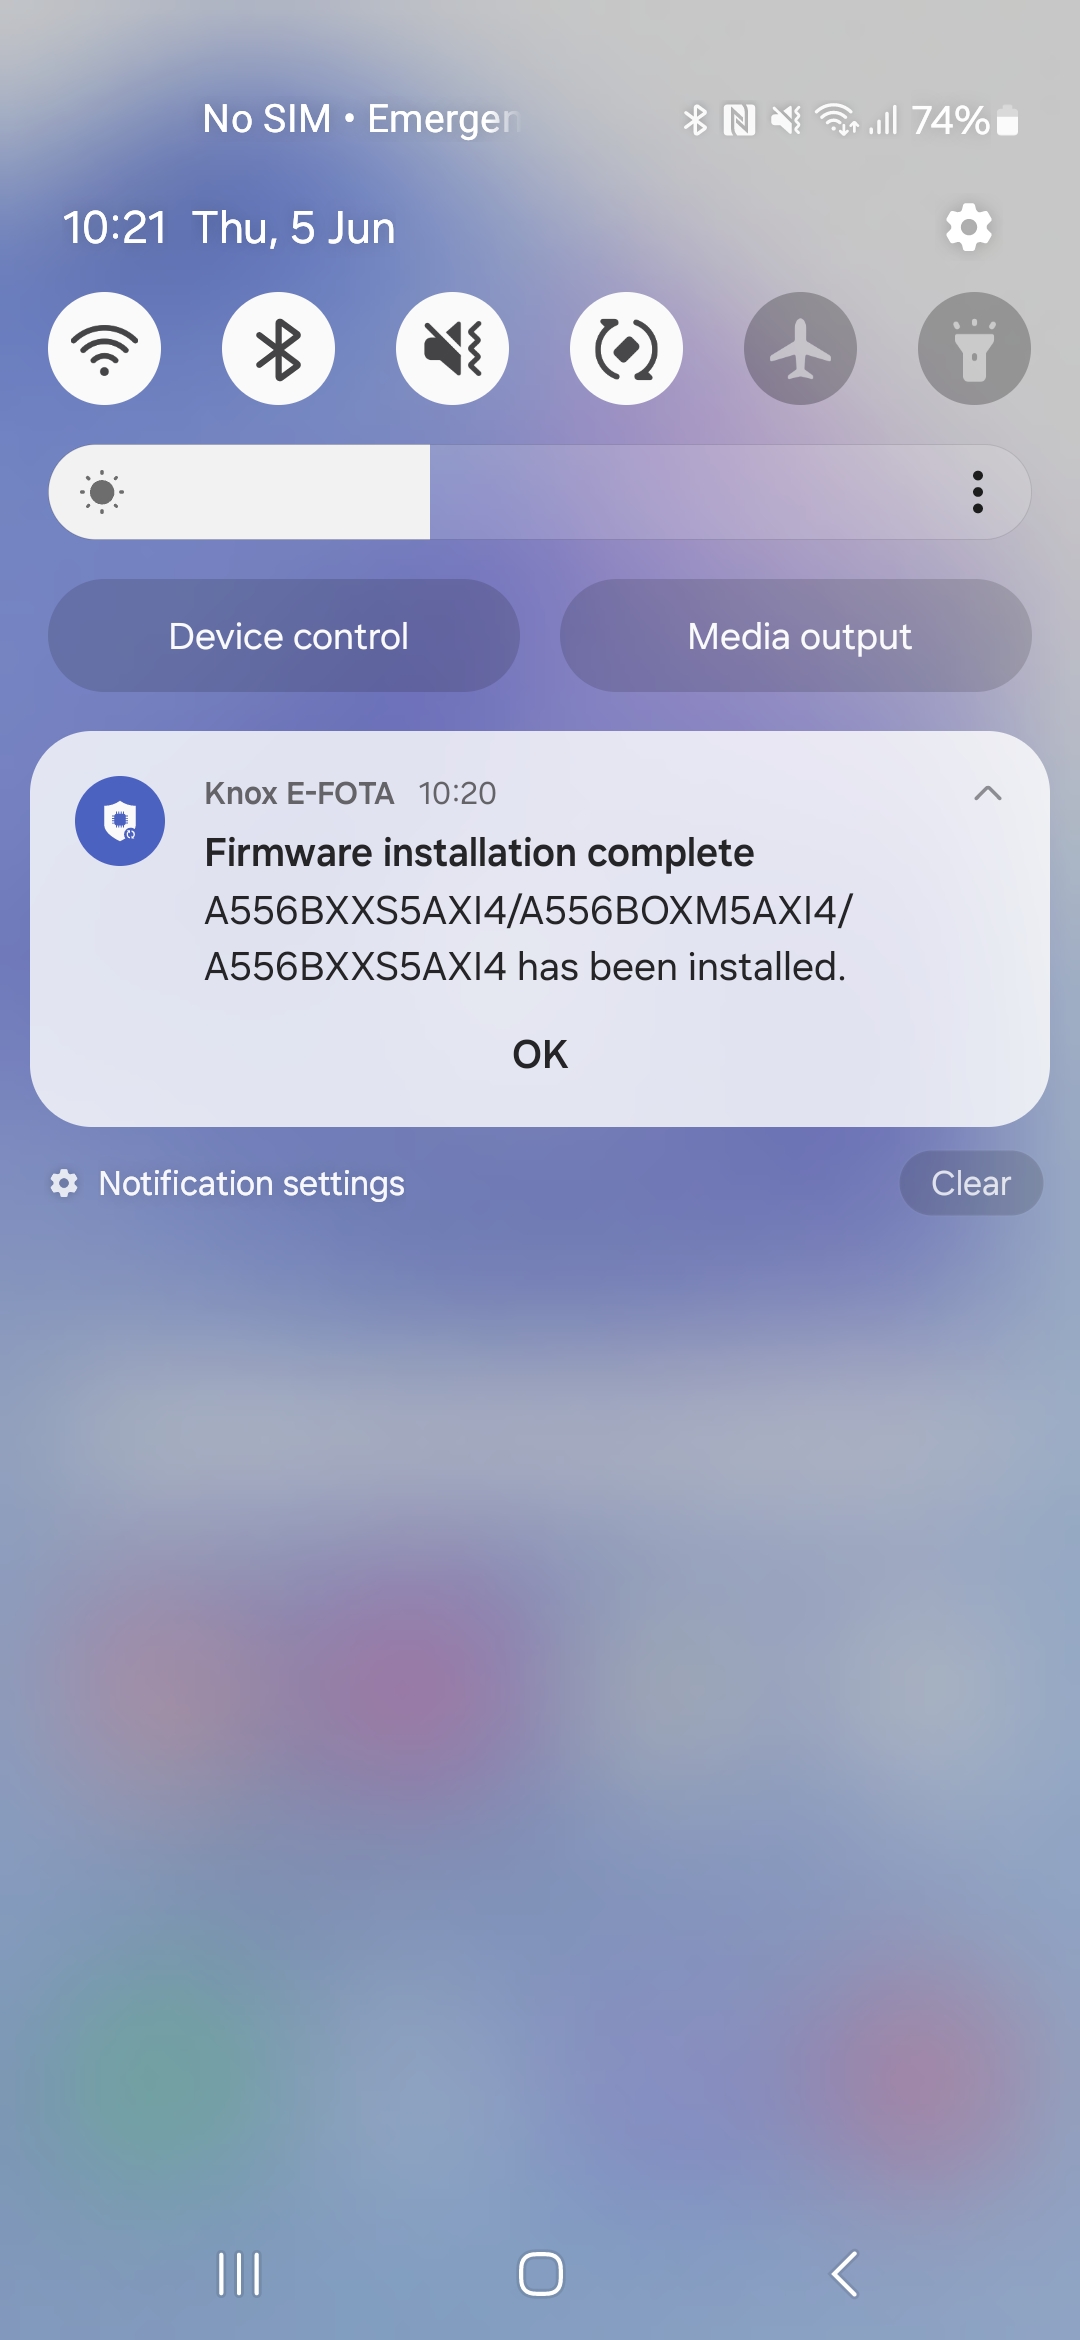 No SIM • Emergen
74%
10:21 Thu, 5 Jun
Device control
Media output
Knox E-FOTA 10:20
Firmware installation complete
A556BXXS5AXI4/A556BOXM5AXI4/
A556BXXS5AXI4 has been installed.
OK
Notification settings
Clear